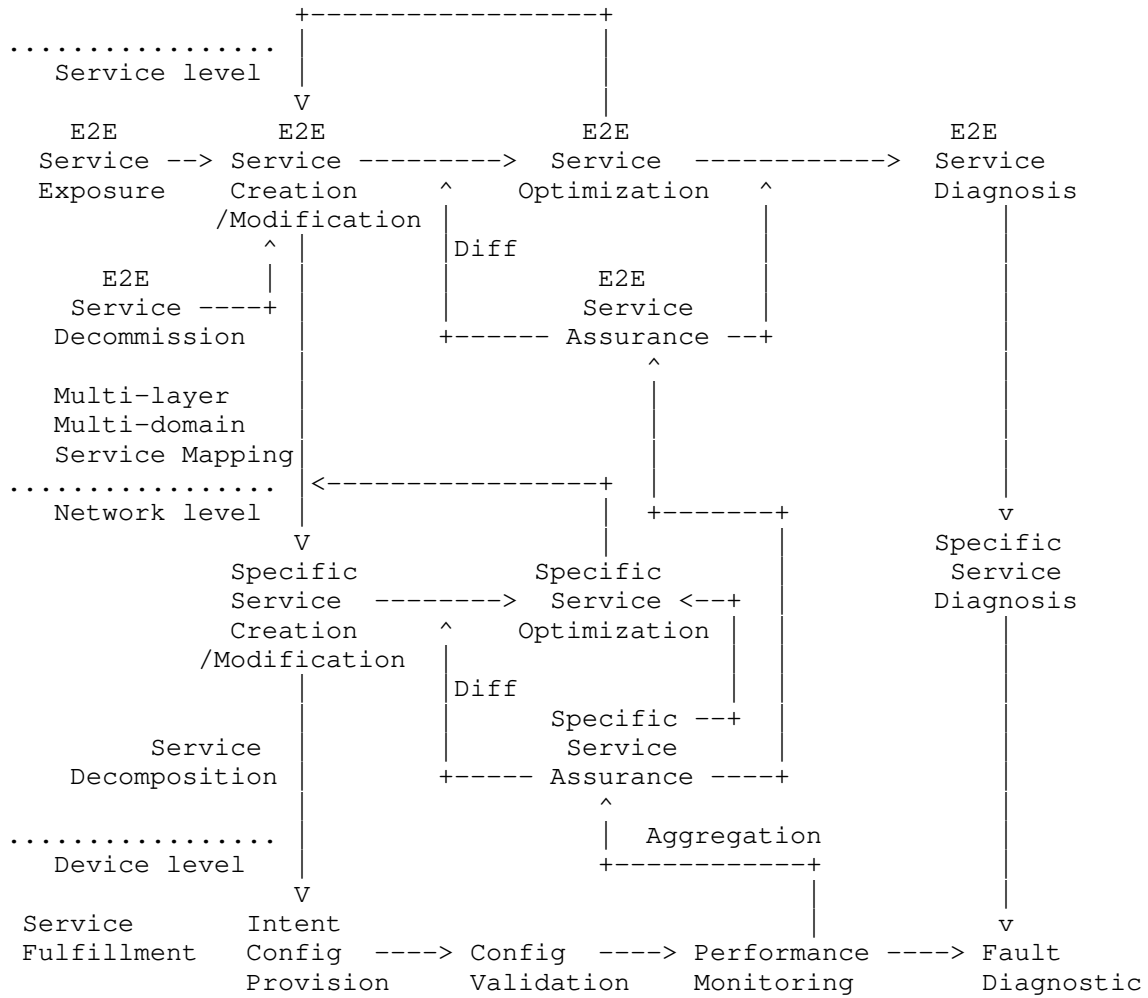 +-------------------+
................. | |
Service level | |
V |
E2E E2E E2E E2E
Service --> Service ---------> Service ------------> Service
Exposure Creation ^ Optimization ^ Diagnosis
/Modification | | |
^ | |Diff | |
E2E | | | E2E | |
Service ----+ | | Service | |
Decommission | +------ Assurance --+ |
| ^ |
Multi-layer | | |
Multi-domain | | |
Service Mapping| | |
................. |<------------------+ | |
Network level | | +-------+ v
V | | Specific
Specific Specific | Service
Service --------> Service <--+ | Diagnosis
Creation ^ Optimization | | |
/Modification | | | |
| |Diff | | |
| | Specific --+ | |
Service | | Service | |
Decomposition | +----- Assurance ----+ |
| ^ |
................. | | Aggregation |
Device level | +------------+ |
V | |
Service Intent | v
Fulfillment Config ----> Config ----> Performance ----> Fault
Provision Validation Monitoring Diagnostic